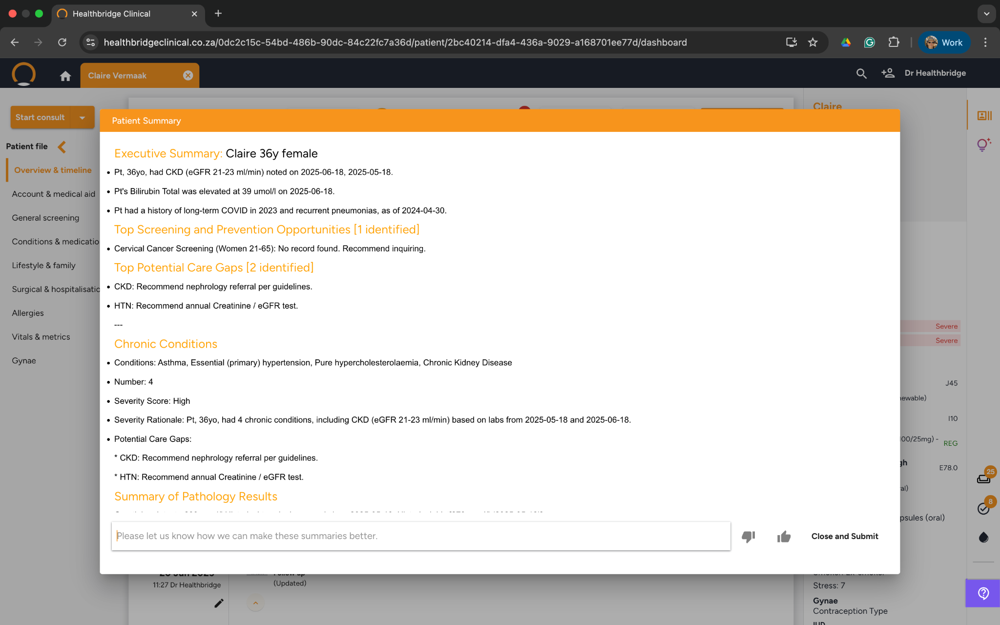 Healthbridge Clinical
healthbridgeclinical.co.za/0dc2c15c-54bd-486b-90dc-84c22fc7a36d/patient/2bc40214-dfa4-436a-9029-a168701ee77d/dashboard
Work
Claire Vermaak
Dr Healthbridge
Start consult
Patient file
Overview & timeline
Account & medical aid
General screening
Conditions & medicatio
Lifestyle & family
Surgical & hospitalisatio
Allergies
Vitals & metrics
Gynae
Claire
Patient Summary
Executive Summary: Claire 36y female
• Pt, 36yo, had CKD (eGFR 21-23 ml/min) noted on 2025-06-18, 2025-05-18.
• Pt's Bilirubin Total was elevated at 39 umol/l on 2025-06-18.
• Pt had a history of long-term COVID in 2023 and recurrent pneumonias, as of 2024-04-30.
Top Screening and Prevention Opportunities [1 identified]
• Cervical Cancer Screening (Women 21-65): No record found. Recommend inquiring.
Top Potential Care Gaps [2 identified]
• CKD: Recommend nephrology referral per guidelines.
• HTN: Recommend annual Creatinine / eGFR test.
---
Chronic Conditions
• Conditions: Asthma, Essential (primary) hypertension, Pure hypercholesterolaemia, Chronic Kidney Disease
• Number: 4
• Severity Score: High
• Severity Rationale: Pt, 36yo, had 4 chronic conditions, including CKD (eGFR 21-23 ml/min) based on labs from 2025-05-18 and 2025-06-18.
• Potential Care Gaps:
* CKD: Recommend nephrology referral per guidelines.
* HTN: Recommend annual Creatinine / eGFR test.
Summary of Pathology Results
Please let us know how we can make these summaries better.
Close and Submit
11:27 Dr Healthbridge
(Updated)
Severe
Severe
J45
ewable)
I10
00/25mg) -
REG
gh
E78.0
al)
psules (oral)
25
8
Stress: 7
Gynae
Contraception Type
IUD